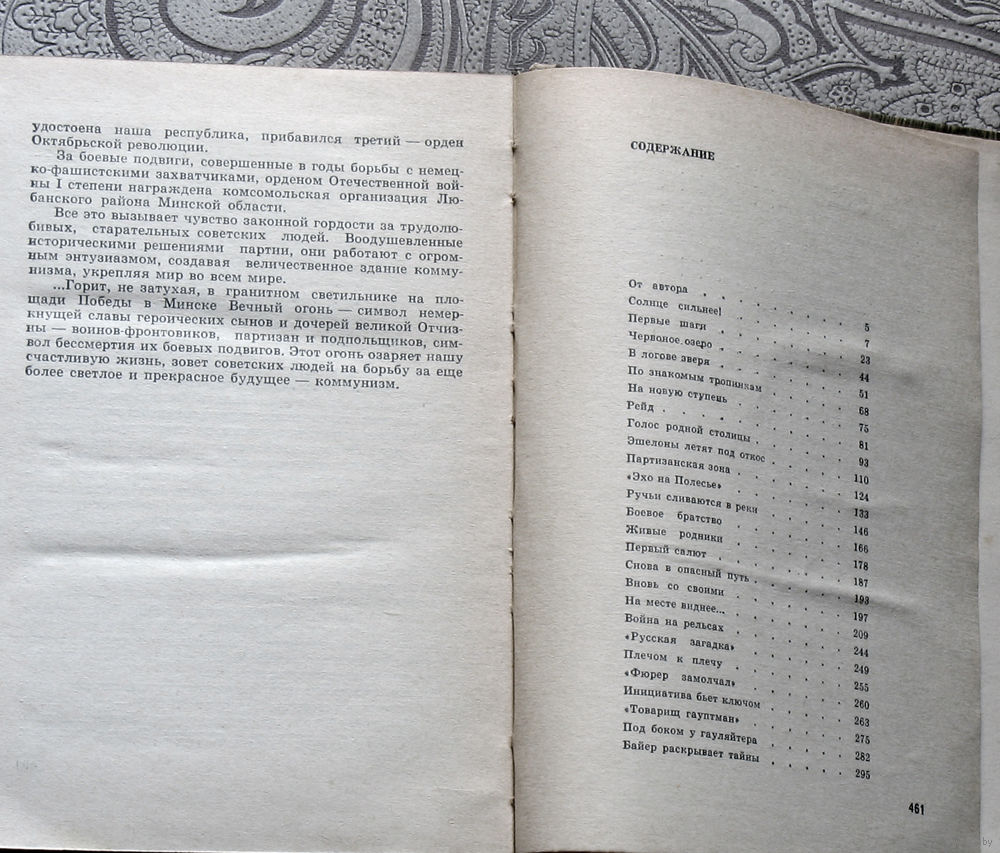 удостоена наша республика, прибавился третий — орден
Октябрьской революции.
За боевые подвиги, совершенные в годы борьбы с немец-
ко-фашистскими захватчиками, орденом Отечественной вой-
ны I степени награждена комсомольская организация Лю-
банского района Минской области.
Все это вызывает чувство законной гордости за трудолю-
бивых, старательных советских людей. Воодушевленные
историческими решениями партии, они работают с огром-
ным энтузиазмом, создавая величественное здание комму-
низма, укрепляя мир во всем мире.
...Горит, не затухая, в гранитном светильнике на пло-
щади Победы в Минске Вечный огонь — символ немер-
кнущей славы героических сынов и дочерей великой Отчиз-
ны — воинов-фронтовиков, партизан и подпольщиков, сим-
вол бессмертия их боевых подвигов. Этот огонь озаряет нашу
счастливую жизнь, зовет советских людей на борьбу за еще
более светлое и прекрасное будущее — коммунизм.
СОДЕРЖАНИЕ
От автора . . . . . . . 5
Солнце сильнее! . . . . . . 7
Первые шаги . . . . . . 23
Червоное озеро . . . . . . 44
В логове зверя . . . . . . 51
По знакомым тропинкам . . . . 68
На новую ступень . . . . . 75
Рейд . . . . . . . . 81
Голос родной столицы . . . . . 93
Эшелоны летят под откос . . . . 110
Партизанская зона . . . . . 124
«Эхо на Полесье» . . . . . 133
Ручьи сливаются в реки . . . . 146
Боевое братство . . . . . 166
Живые родники . . . . . 178
Первый салют . . . . . . 187
Снова в опасный путь . . . . . 193
Вновь со своими . . . . . 197
На месте виднее... . . . . . 209
Война на рельсах . . . . . 244
«Русская загадка» . . . . . 249
Плечом к плечу . . . . . 255
«Фюрер замолчал» . . . . . 260
Инициатива бьет ключом . . . . 263
«Товарищ гауптман» . . . . . 275
Под боком у гауляйтера . . . . 282
Байер раскрывает тайны . . . . 295
461
by